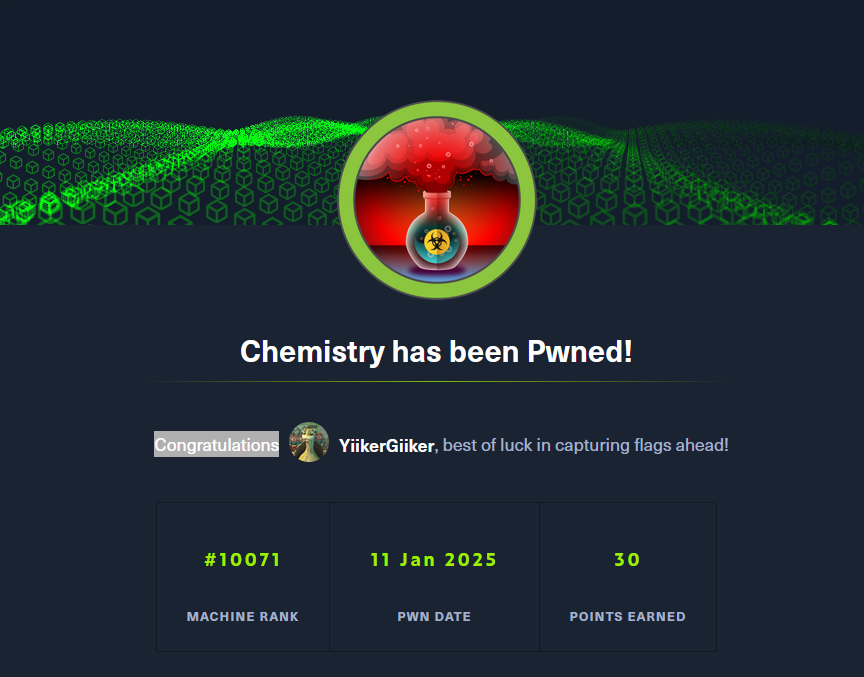 Chemistry has been Pwned!
Congratulations YiikerGiiker, best of luck in capturing flags ahead!
#10071 11 Jan 2025 30
MACHINE RANK PWN DATE POINTS EARNED